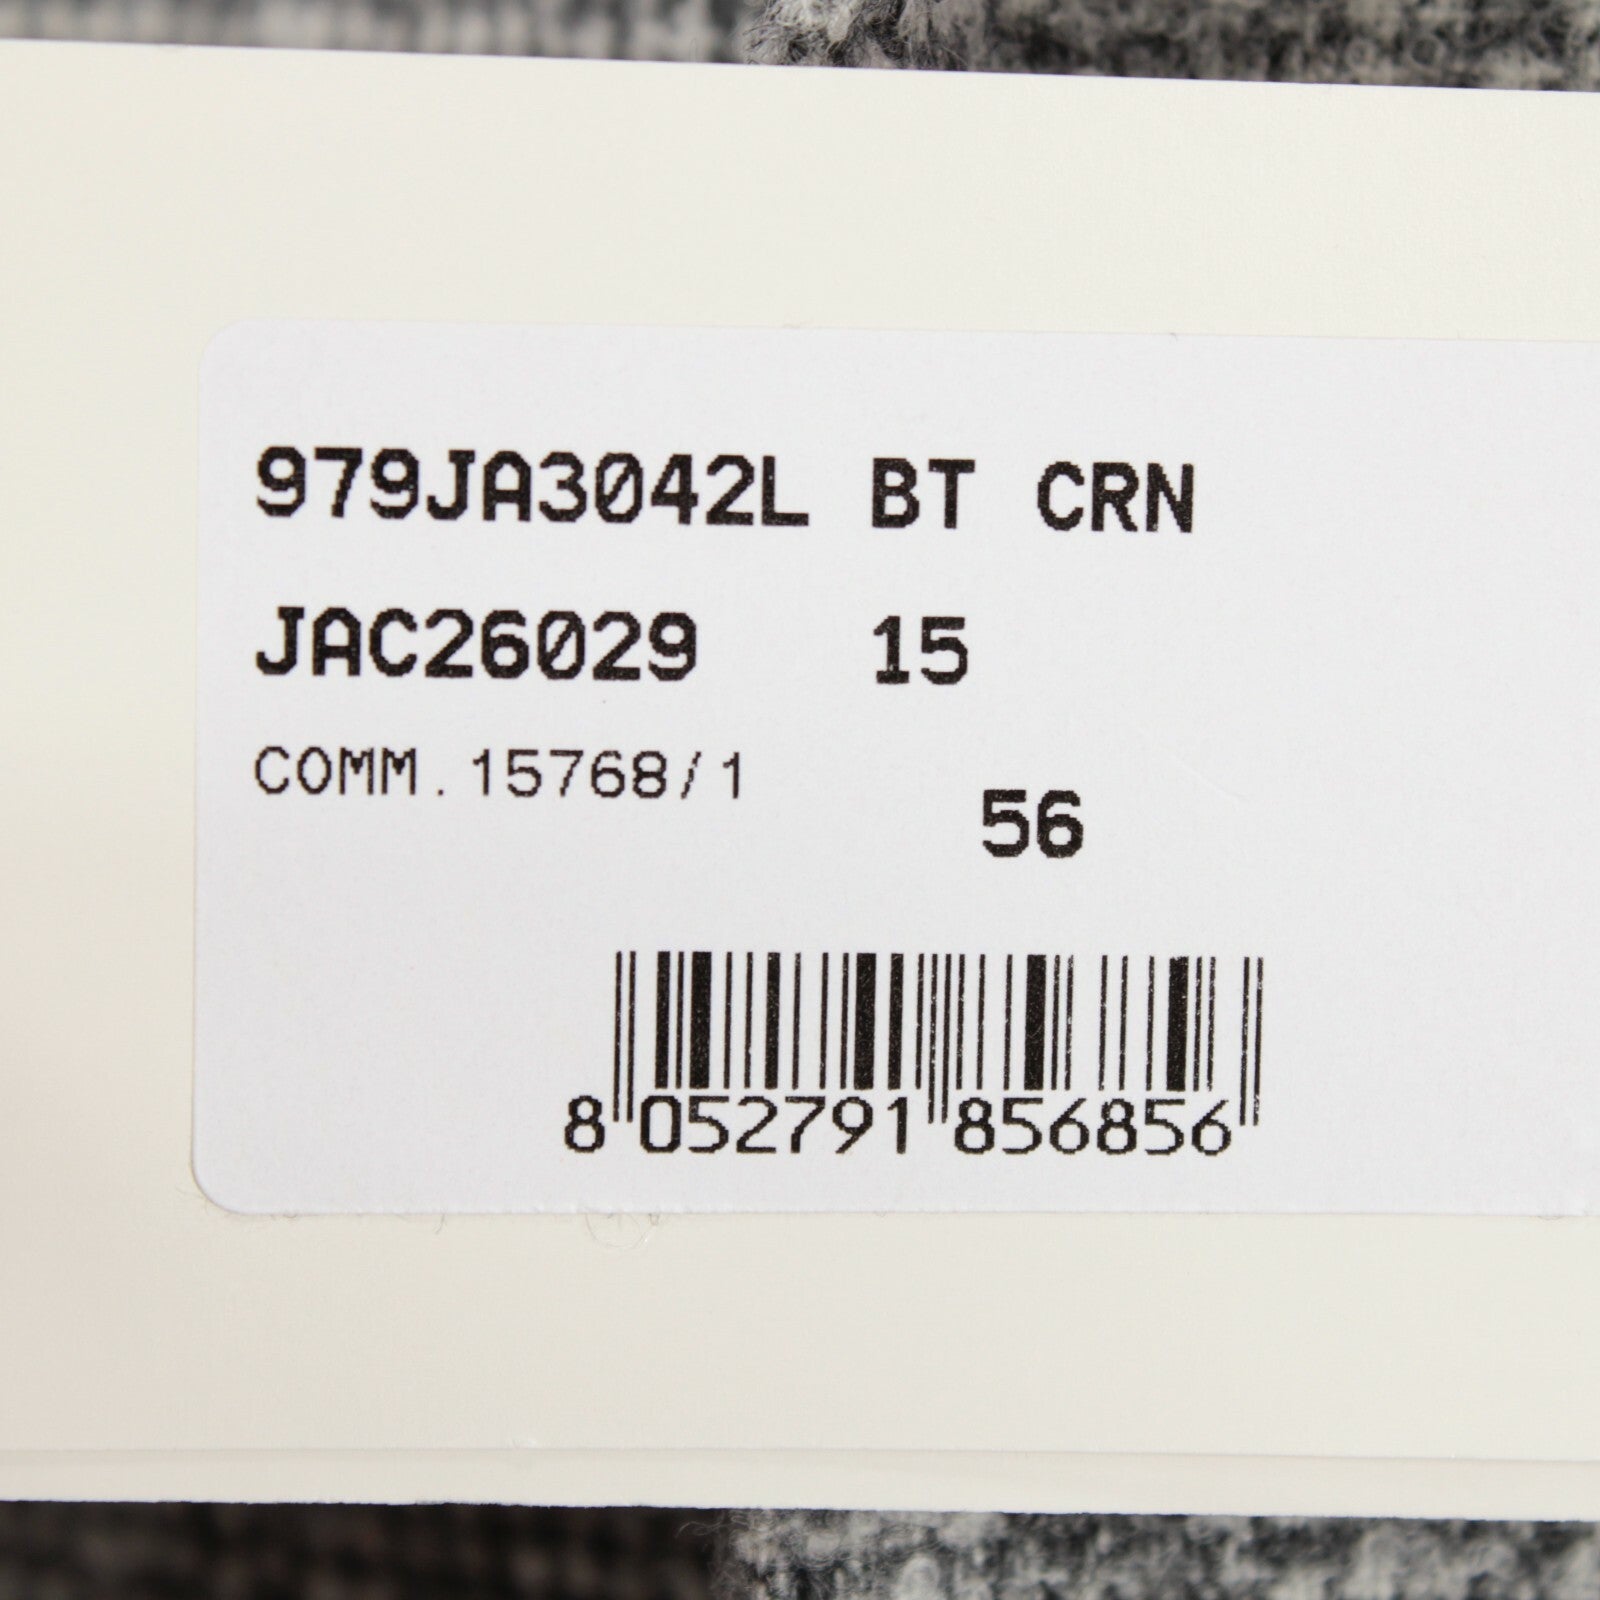 979JA3042L BT CRN
JAC26029 15
COMM.15768/1
56
8 052791 856856